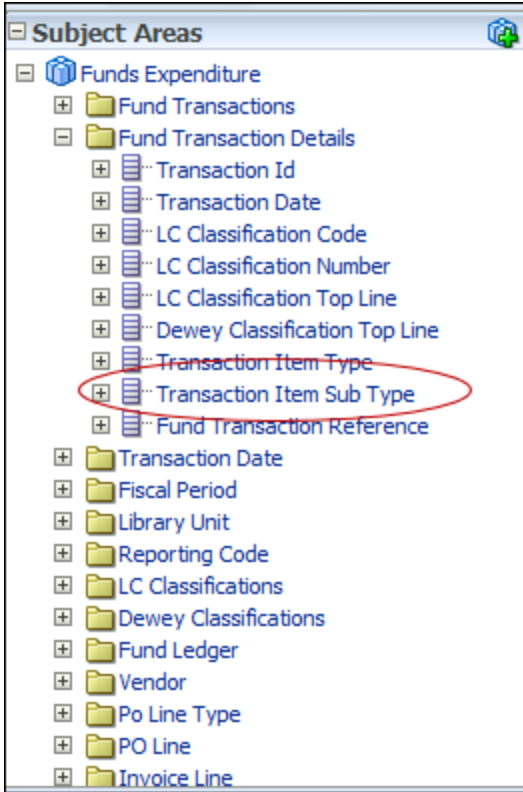 Subject Areas
Funds Expenditure
Fund Transactions
Fund Transaction Details
Transaction Id
Transaction Date
LC Classification Code
LC Classification Number
LC Classification Top Line
Dewey Classification Top Line
Transaction Item Type
Transaction Item Sub Type
Fund Transaction Reference
Transaction Date
Fiscal Period
Library Unit
Reporting Code
LC Classifications
Dewey Classifications
Fund Ledger
Vendor
Po Line Type
PO Line
Invoice Line